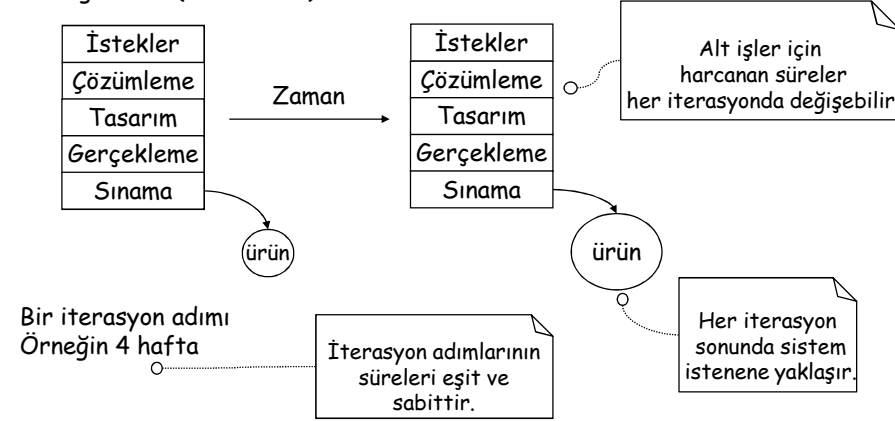 İstekler
Çözümleme
Tasarım
Gerçekleme
Sınama
ürün
Zaman
İstekler
Çözümleme
Tasarım
Gerçekleme
Sınama
ürün
Alt işler için
harcanan süreler
her iterasyonda değişebilir
Bir iterasyon adımı
Örneğin 4 hafta
İterasyon adımlarının
süreleri eşit ve
sabittir.
Her iterasyon
sonunda sistem
istenene yaklaşır.